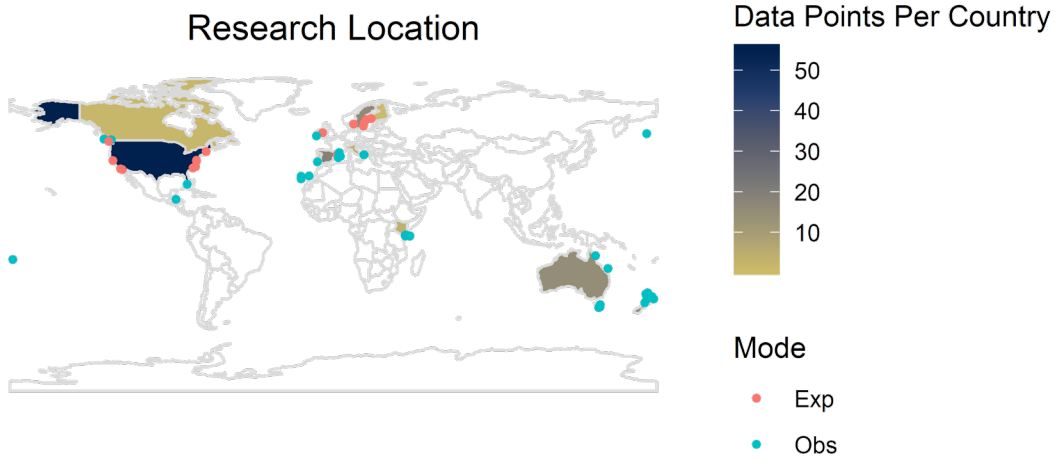 Research Location
Data Points Per Country
50
40
30
20
10
Mode
Exp
Obs